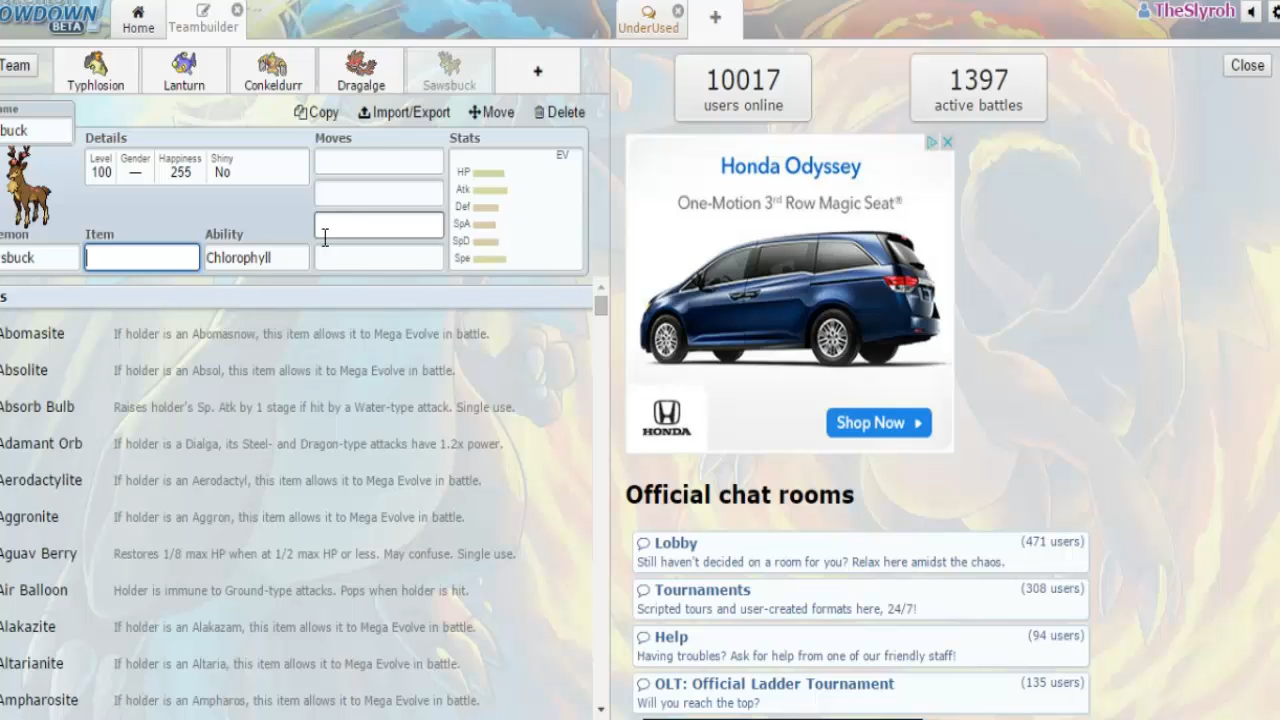 OWDOWN
BETA
Home
Teambuilder
UnderUsed
+
TheSlyroh
Team
Typhlosion
Lanturn
Conkeldurr
Dragalge
Sawsbuck
+
Close
10017
users online
1397
active battles
ame
buck
Copy
Import/Export
Move
Delete
Details
Moves
Stats
Level
Gender
Happiness
Shiny
100
—
255
No
EV
HP
Atk
Def
SpA
SpD
Spe
emon
Item
Ability
sbuck
Chlorophyll
s
Abomasite If holder is an Abomasnow, this item allows it to Mega Evolve in battle.
Absolite If holder is an Absol, this item allows it to Mega Evolve in battle.
Absorb Bulb Raises holder's Sp. Atk by 1 stage if hit by a Water-type attack. Single use.
Adamant Orb If holder is a Dialga, its Steel- and Dragon-type attacks have 1.2x power.
Aerodactylite If holder is an Aerodactyl, this item allows it to Mega Evolve in battle.
Aggronite If holder is an Aggron, this item allows it to Mega Evolve in battle.
Aguav Berry Restores 1/8 max HP when at 1/2 max HP or less. May confuse. Single use.
Air Balloon Holder is immune to Ground-type attacks. Pops when holder is hit.
Alakazite If holder is an Alakazam, this item allows it to Mega Evolve in battle.
Altarianite If holder is an Altaria, this item allows it to Mega Evolve in battle.
Ampharosite If holder is an Ampharos, this item allows it to Mega Evolve in battle.
Honda Odyssey
One-Motion 3rd Row Magic Seat®
HONDA
Shop Now
Official chat rooms
Lobby (471 users)
Still haven't decided on a room for you? Relax here amidst the chaos.
Tournaments (308 users)
Scripted tours and user-created formats here, 24/7!
Help (94 users)
Having troubles? Ask for help from one of our friendly staff!
OLT: Official Ladder Tournament (135 users)
Will you reach the top?